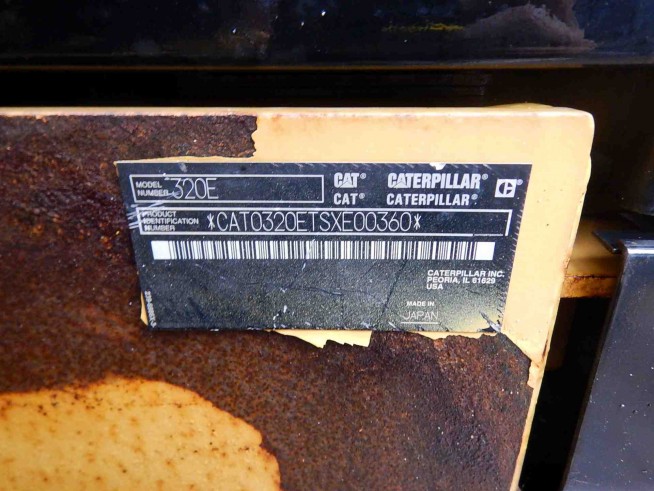 MODEL NUMBER 320E
CAT® CATERPILLAR®
CAT® CATERPILLAR®
PRODUCT IDENTIFICATION NUMBER *CAT0320ETSXE00360*
CATERPILLAR INC.
PEORIA, IL 61629
USA
MADE IN
JAPAN